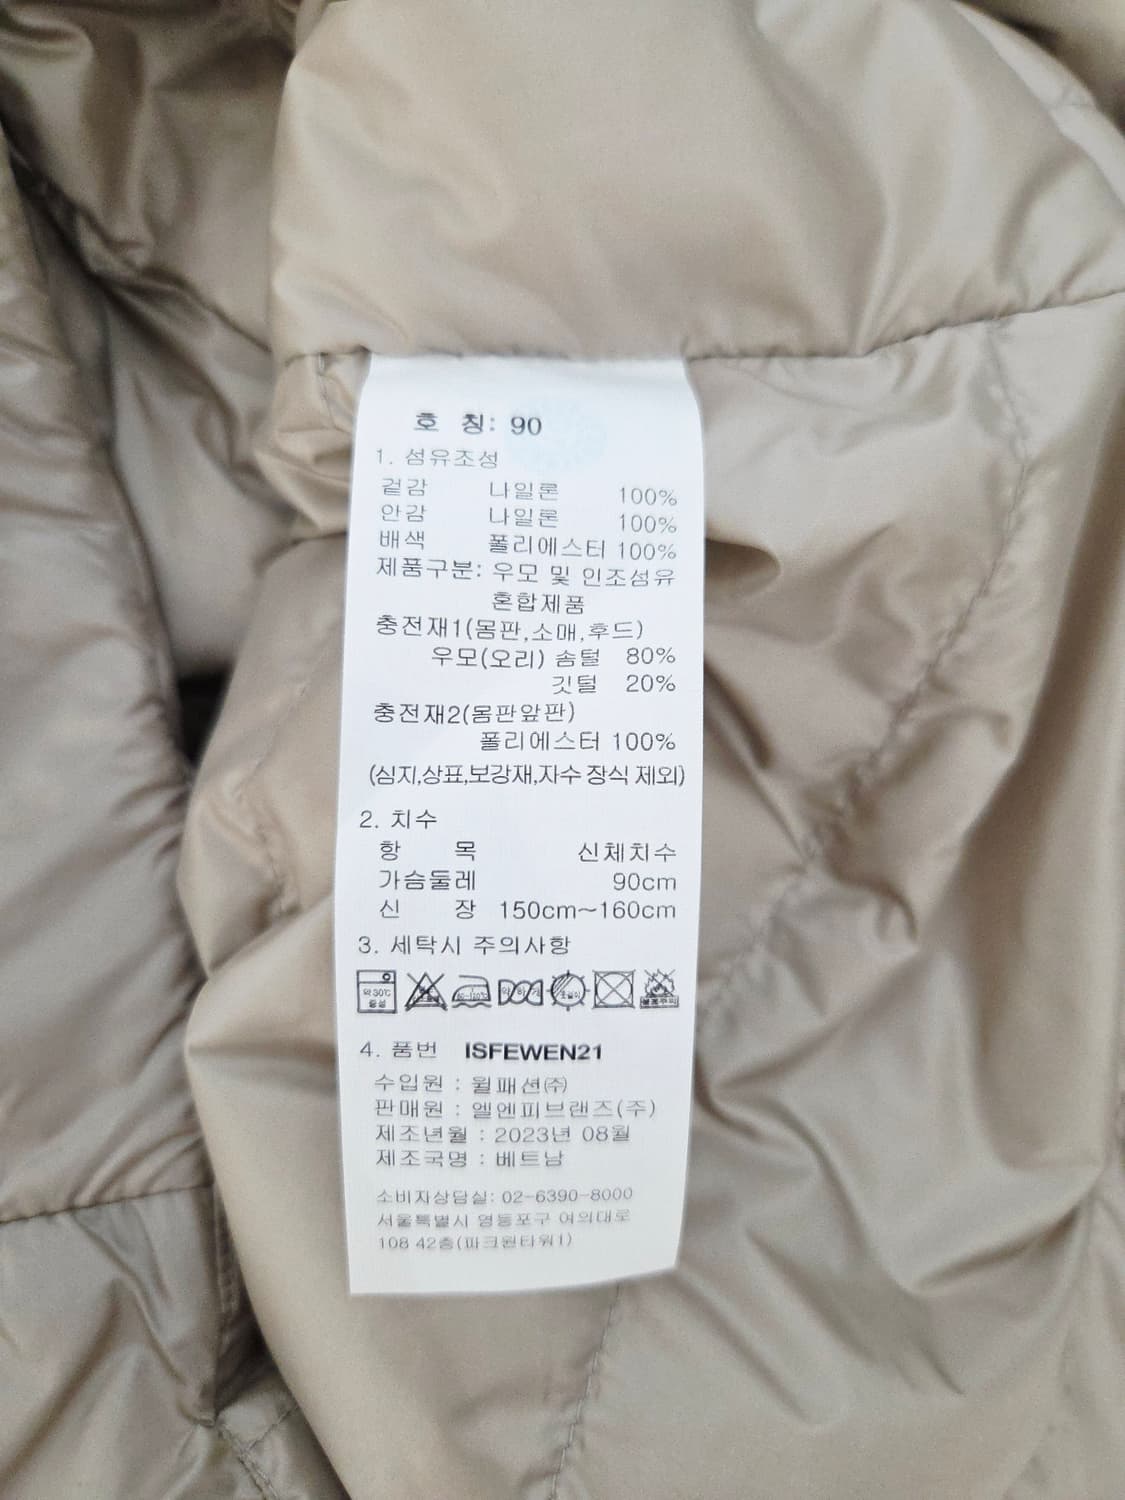 호 칭: 90
1. 섬유조성
겉감 나일론 100%
안감 나일론 100%
배색 폴리에스터 100%
제품구분: 우모 및 인조섬유
혼합제품
충전재1(몸판,소매,후드)
우모(오리) 솜털 80%
깃털 20%
충전재2(몸판앞판)
폴리에스터 100%
(심지,상표,보강재,자수 장식 제외)
2. 치수
항 목 신체치수
가슴둘레 90cm
신 장 150cm~160cm
3. 세탁시 주의사항
약 30℃
중성
약하게
4. 품번 ISFEWEN21
수입원 : 월패션㈜
판매원 : 엘엔피브랜즈(주)
제조년월 : 2023년 08월
제조국명 : 베트남
소비자상담실: 02-6390-8000
서울특별시 영등포구 여의대로
108 42층(파크원타워1)